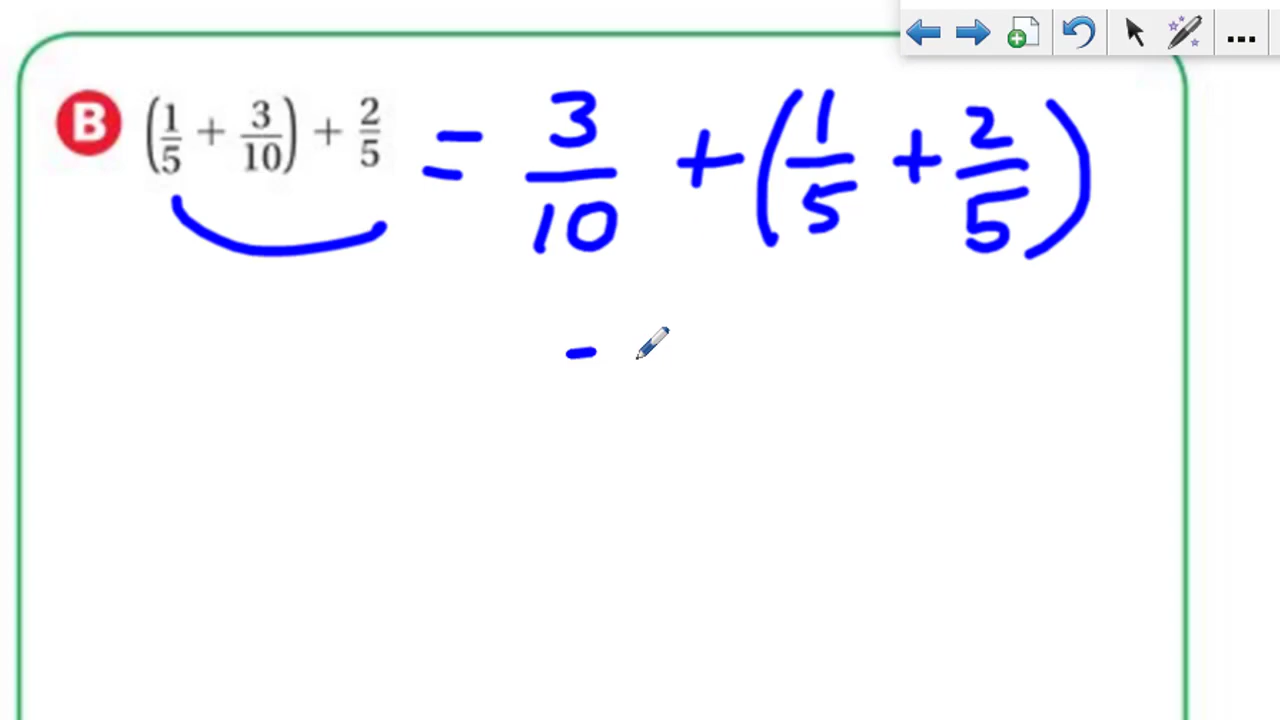 B (1/5 + 3/10) + 2/5 = 3/10 + (1/5 + 2/5)
-